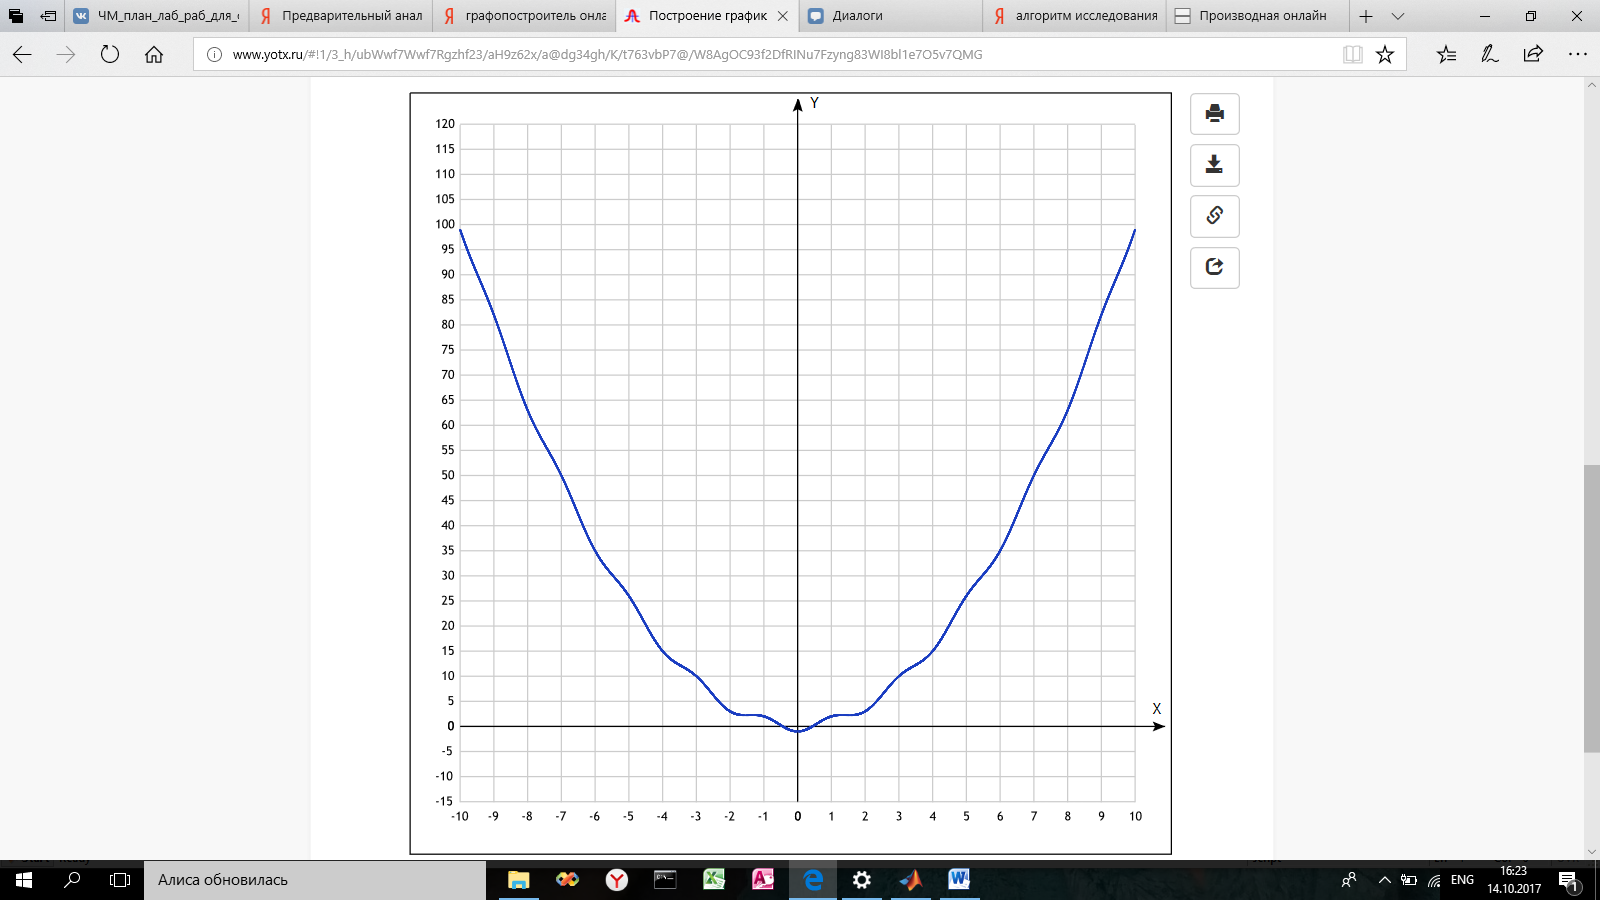 ЧМ_план_лаб_раб_для_с
Предварительный анал
графопостроитель онла
Построение график
Диалоги
алгоритм исследования
Производная онлайн
www.yotx.ru/#!1/3_h/ubWwf7Wwf7Rgzhf23/aH9z62x/a@dg34gh/K/t763vbP7@/W8AgOC93f2DfRINu7Fzyng83WI8bl1e7O5v7QMG
Y
120
115
110
105
100
95
90
85
80
75
70
65
60
55
50
45
40
35
30
25
20
15
10
5
0
-5
-10
-15
X
-10 -9 -8 -7 -6 -5 -4 -3 -2 -1 0 1 2 3 4 5 6 7 8 9 10
Алиса обновилась
ENG
16:23
14.10.2017
1